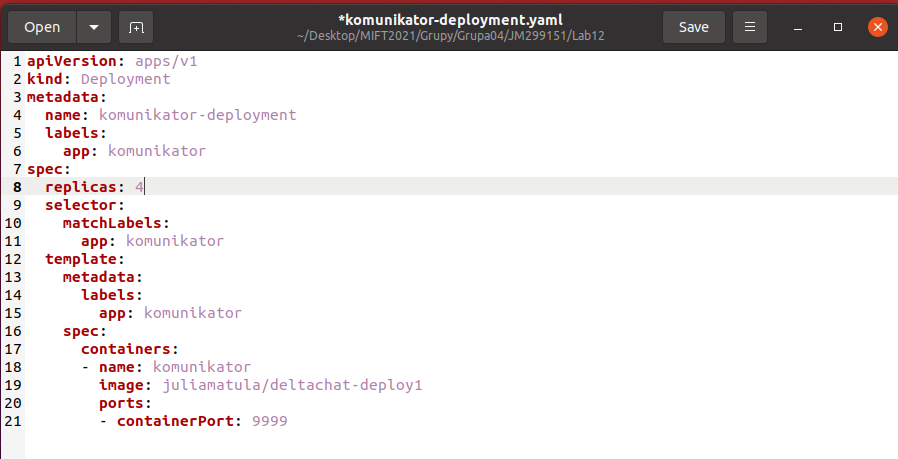 Open
*komunikator-deployment.yaml
~/Desktop/MIFT2021/Grupy/Grupa04/JM299151/Lab12
Save
1 apiVersion: apps/v1
2 kind: Deployment
3 metadata:
4   name: komunikator-deployment
5   labels:
6     app: komunikator
7 spec:
8   replicas: 4
9   selector:
10     matchLabels:
11       app: komunikator
12   template:
13     metadata:
14       labels:
15         app: komunikator
16     spec:
17       containers:
18       - name: komunikator
19         image: juliamatula/deltachat-deploy1
20         ports:
21         - containerPort: 9999